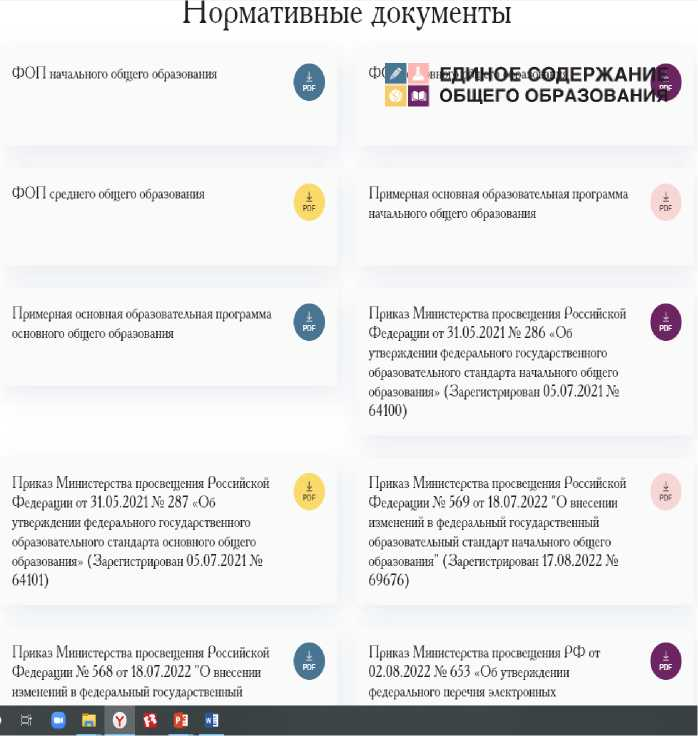 Нормативные документы
ФОП начального общего образования
PDF
ЕДИНОЕ СОДЕРЖАНИЕ
ОБЩЕГО ОБРАЗОВАНИЯ
PDF
ФОП среднего общего образования
PDF
Примерная основная образовательная программа
начального общего образования
PDF
Примерная основная образовательная программа
основного общего образования
PDF
Приказ Министерства просвещения Российской
Федерации от 31.05.2021 № 286 «Об
утверждении федерального государственного
образовательного стандарта начального общего
образования» (Зарегистрирован 05.07.2021 №
64100)
PDF
Приказ Министерства просвещения Российской
Федерации от 31.05.2021 № 287 «Об
утверждении федерального государственного
образовательного стандарта основного общего
образования» (Зарегистрирован 05.07.2021 №
64101)
PDF
Приказ Министерства просвещения Российской
Федерации № 569 от 18.07.2022 "О внесении
изменений в федеральный государственный
образовательный стандарт начального общего
образования" (Зарегистрирован 17.08.2022 №
69676)
PDF
Приказ Министерства просвещения Российской
Федерации № 568 от 18.07.2022 "О внесении
изменений в федеральный государственный
PDF
Приказ Министерства просвещения РФ от
02.08.2022 № 653 «Об утверждении
федерального перечня электронных
PDF